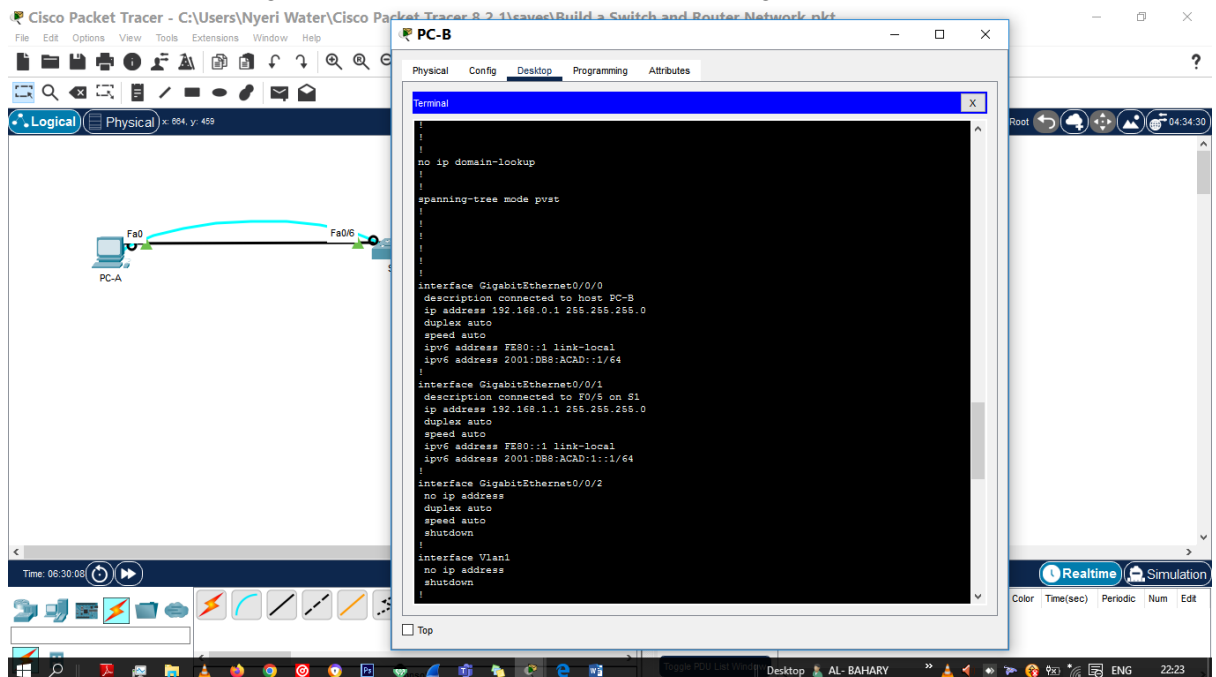 Cisco Packet Tracer - C:\Users\Nyeri Water\Cisco Packet Tracer 8.2.1\saves\Build a Switch and Router Network.pkt
File Edit Options View Tools Extensions Window Help
PC-B
Physical Config Desktop Programming Attributes
?
Terminal
X
Logical
Physical
x: 664, y: 459
Root
04:34:30
!
!
!
no ip domain-lookup
!
!
spanning-tree mode pvst
!
!
!
!
!
!
interface GigabitEthernet0/0/0
description connected to host PC-B
ip address 192.168.0.1 255.255.255.0
duplex auto
speed auto
ipv6 address FE80::1 link-local
ipv6 address 2001:DB8:ACAD::1/64
!
interface GigabitEthernet0/0/1
description connected to F0/5 on S1
ip address 192.168.1.1 255.255.255.0
duplex auto
speed auto
ipv6 address FE80::1 link-local
ipv6 address 2001:DB8:ACAD:1::1/64
!
interface GigabitEthernet0/0/2
no ip address
duplex auto
speed auto
shutdown
!
interface Vlan1
no ip address
shutdown
!
Fa0
Fa0/6
PC-A
Time: 06:30:08
Realtime
Simulation
Color Time(sec) Periodic Num Edit
Top
Toggle PDU List Window
Desktop
AL- BAHARY
ENG
22:23